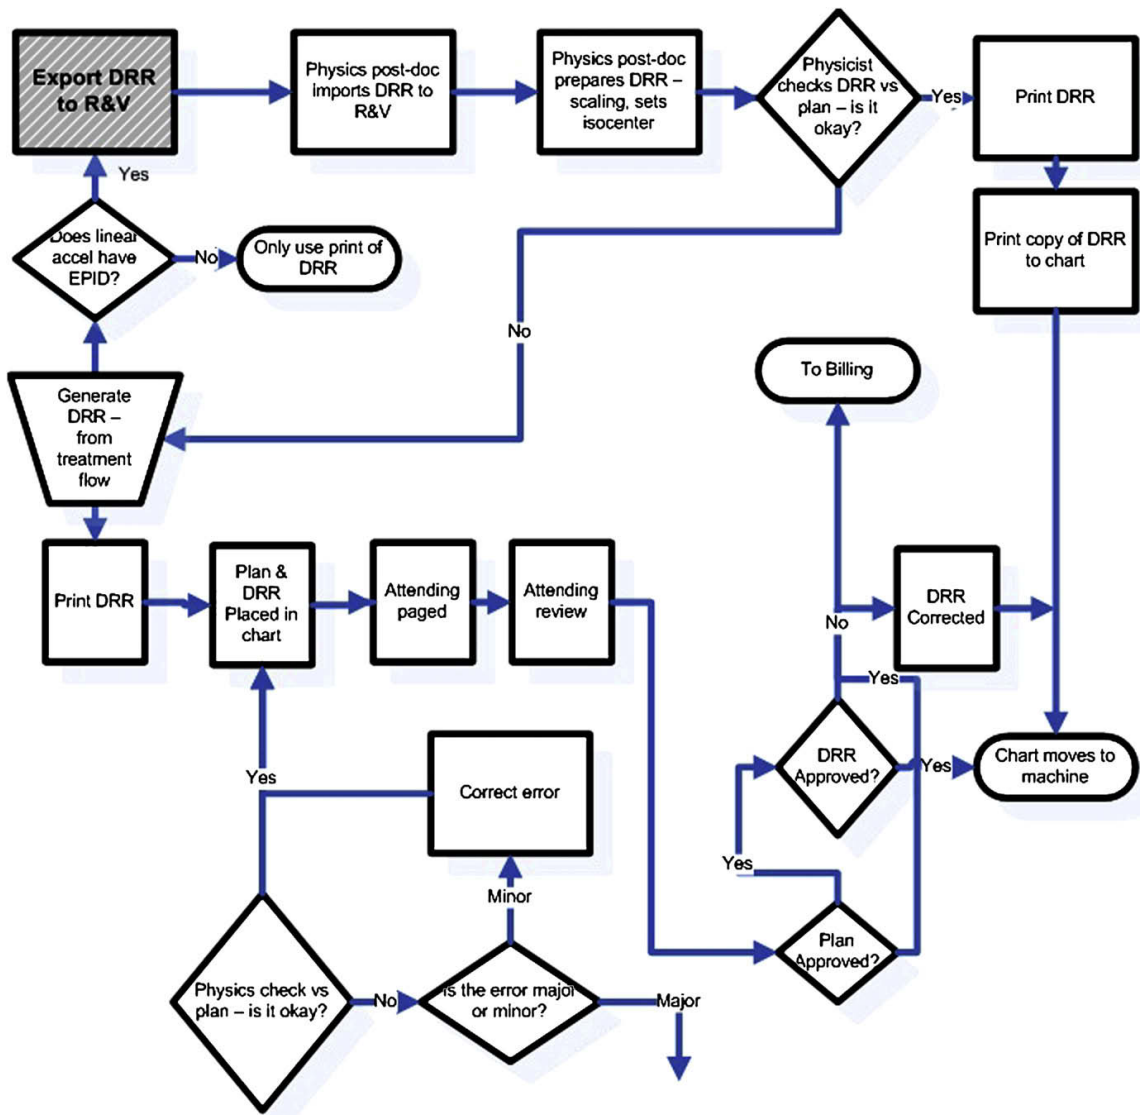 Export DRR
to R&V
Physics post-doc
imports DRR to
R&V
Physics post-doc
prepares DRR –
scaling, sets
isocenter
Physicist
checks DRR vs
plan – is it
okay?
Yes
Print DRR
Yes
Does linear
accel have
EPID?
No
Only use print of
DRR
Print copy of DRR
to chart
No
To Billing
Generate
DRR –
from
treatment
flow
Print DRR
Plan &
DRR
Placed in
chart
Attending
paged
Attending
review
DRR
Corrected
No
Yes
DRR
Approved?
Yes
Chart moves to
machine
Yes
Correct error
Yes
Minor
Plan
Approved?
Physics check vs
plan – is it okay?
No
Is the error major
or minor?
Major